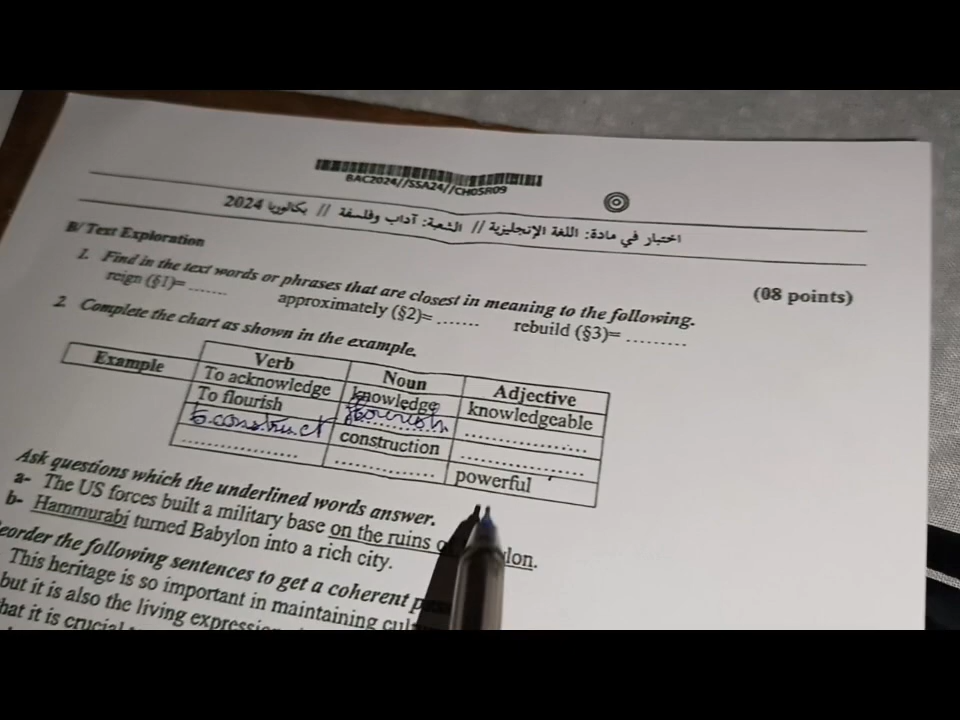 BAC2024//SSA24//CH05R09
اختبار في مادة: اللغة الإنجليزية // الشعبة: آداب وفلسفة // بكالوريا 2024
B/ Text Exploration (08 points)
1. Find in the text words or phrases that are closest in meaning to the following.
reign (§1)= ....... approximately (§2)= ....... rebuild (§3)= .........
2. Complete the chart as shown in the example.
Verb Noun Adjective
Example To acknowledge knowledge knowledgeable
To flourish flourish ..................
to construct construction ..................
.................. ............... powerful
Ask questions which the underlined words answer.
a- The US forces built a military base on the ruins lon.
b- Hammurabi turned Babylon into a rich city.
the following sentences to get a coherent
This heritage is so important in maintaining
but it is also the living
that it is